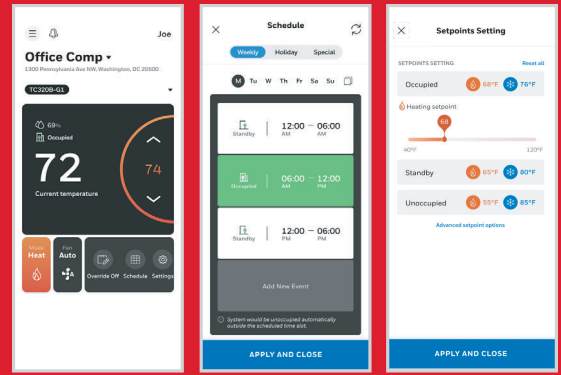 Joe
Office Comp
1300 Pennsylvania Ave NW, Washington, DC 20500
TC320B-G1
69%
Occupied
72
Current temperature
74
Mode
Heat
Fan
Auto
Override Off
Schedule
Settings
Schedule
Weekly
Holiday
Special
M Tu W Th Fr Sa Su
Standby
12:00 – 06:00
AM AM
Occupied
06:00 – 12:00
AM PM
Standby
12:00 – 06:00
PM PM
Add New Event
System would be unoccupied automatically
outside the scheduled time slot.
APPLY AND CLOSE
Setpoints Setting
SETPOINTS SETTING
Reset all
Occupied 68°F 76°F
Heating setpoint
68
40°F 120°F
Standby 65°F 80°F
Unoccupied 55°F 85°F
Advanced setpoint options
APPLY AND CLOSE